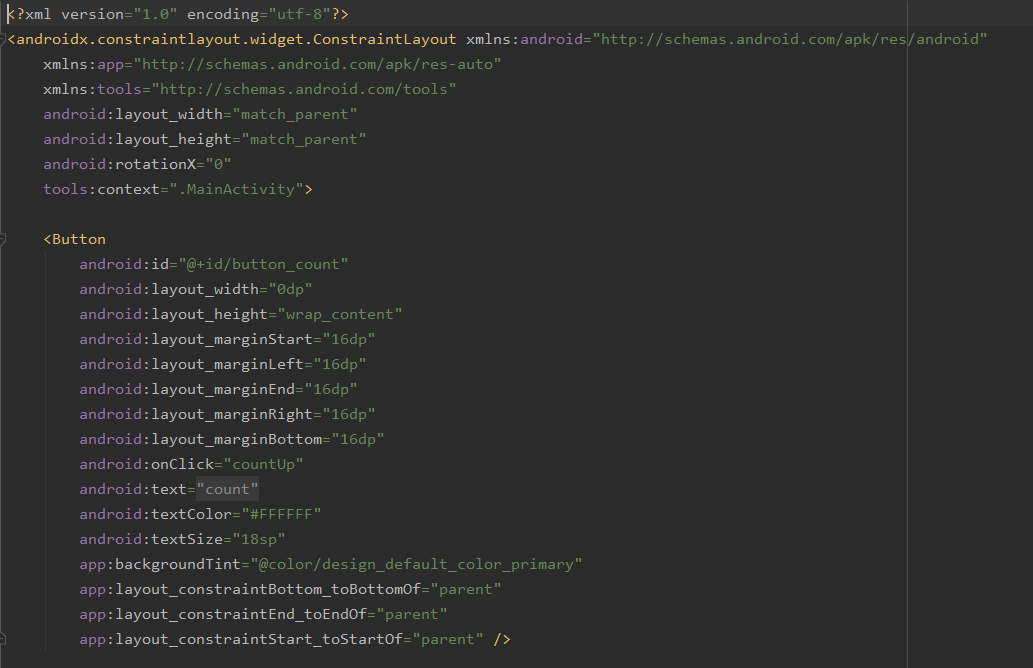 <?xml version="1.0" encoding="utf-8"?>
<androidx.constraintlayout.widget.ConstraintLayout xmlns:android="http://schemas.android.com/apk/res/android"
    xmlns:app="http://schemas.android.com/apk/res-auto"
    xmlns:tools="http://schemas.android.com/tools"
    android:layout_width="match_parent"
    android:layout_height="match_parent"
    android:rotationX="0"
    tools:context=".MainActivity">

    <Button
        android:id="@+id/button_count"
        android:layout_width="0dp"
        android:layout_height="wrap_content"
        android:layout_marginStart="16dp"
        android:layout_marginLeft="16dp"
        android:layout_marginEnd="16dp"
        android:layout_marginRight="16dp"
        android:layout_marginBottom="16dp"
        android:onClick="countUp"
        android:text="count"
        android:textColor="#FFFFFF"
        android:textSize="18sp"
        app:backgroundTint="@color/design_default_color_primary"
        app:layout_constraintBottom_toBottomOf="parent"
        app:layout_constraintEnd_toEndOf="parent"
        app:layout_constraintStart_toStartOf="parent" />